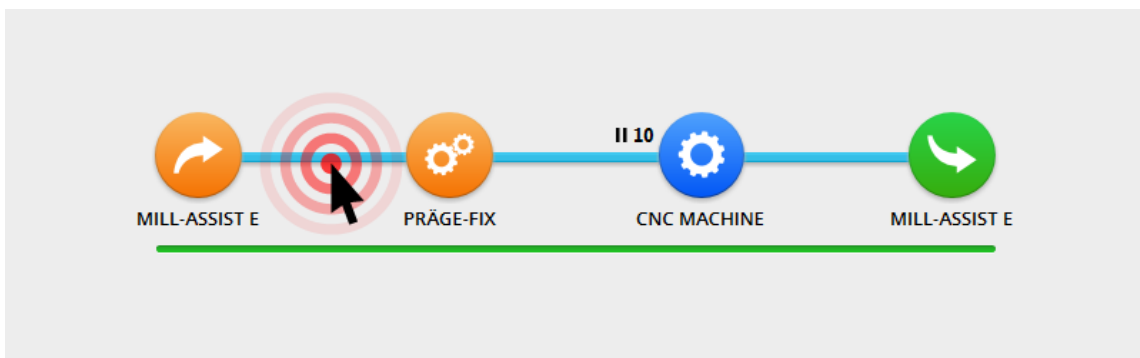 II 10
MILL-ASSIST E
PRÄGE-FIX
CNC MACHINE
MILL-ASSIST E